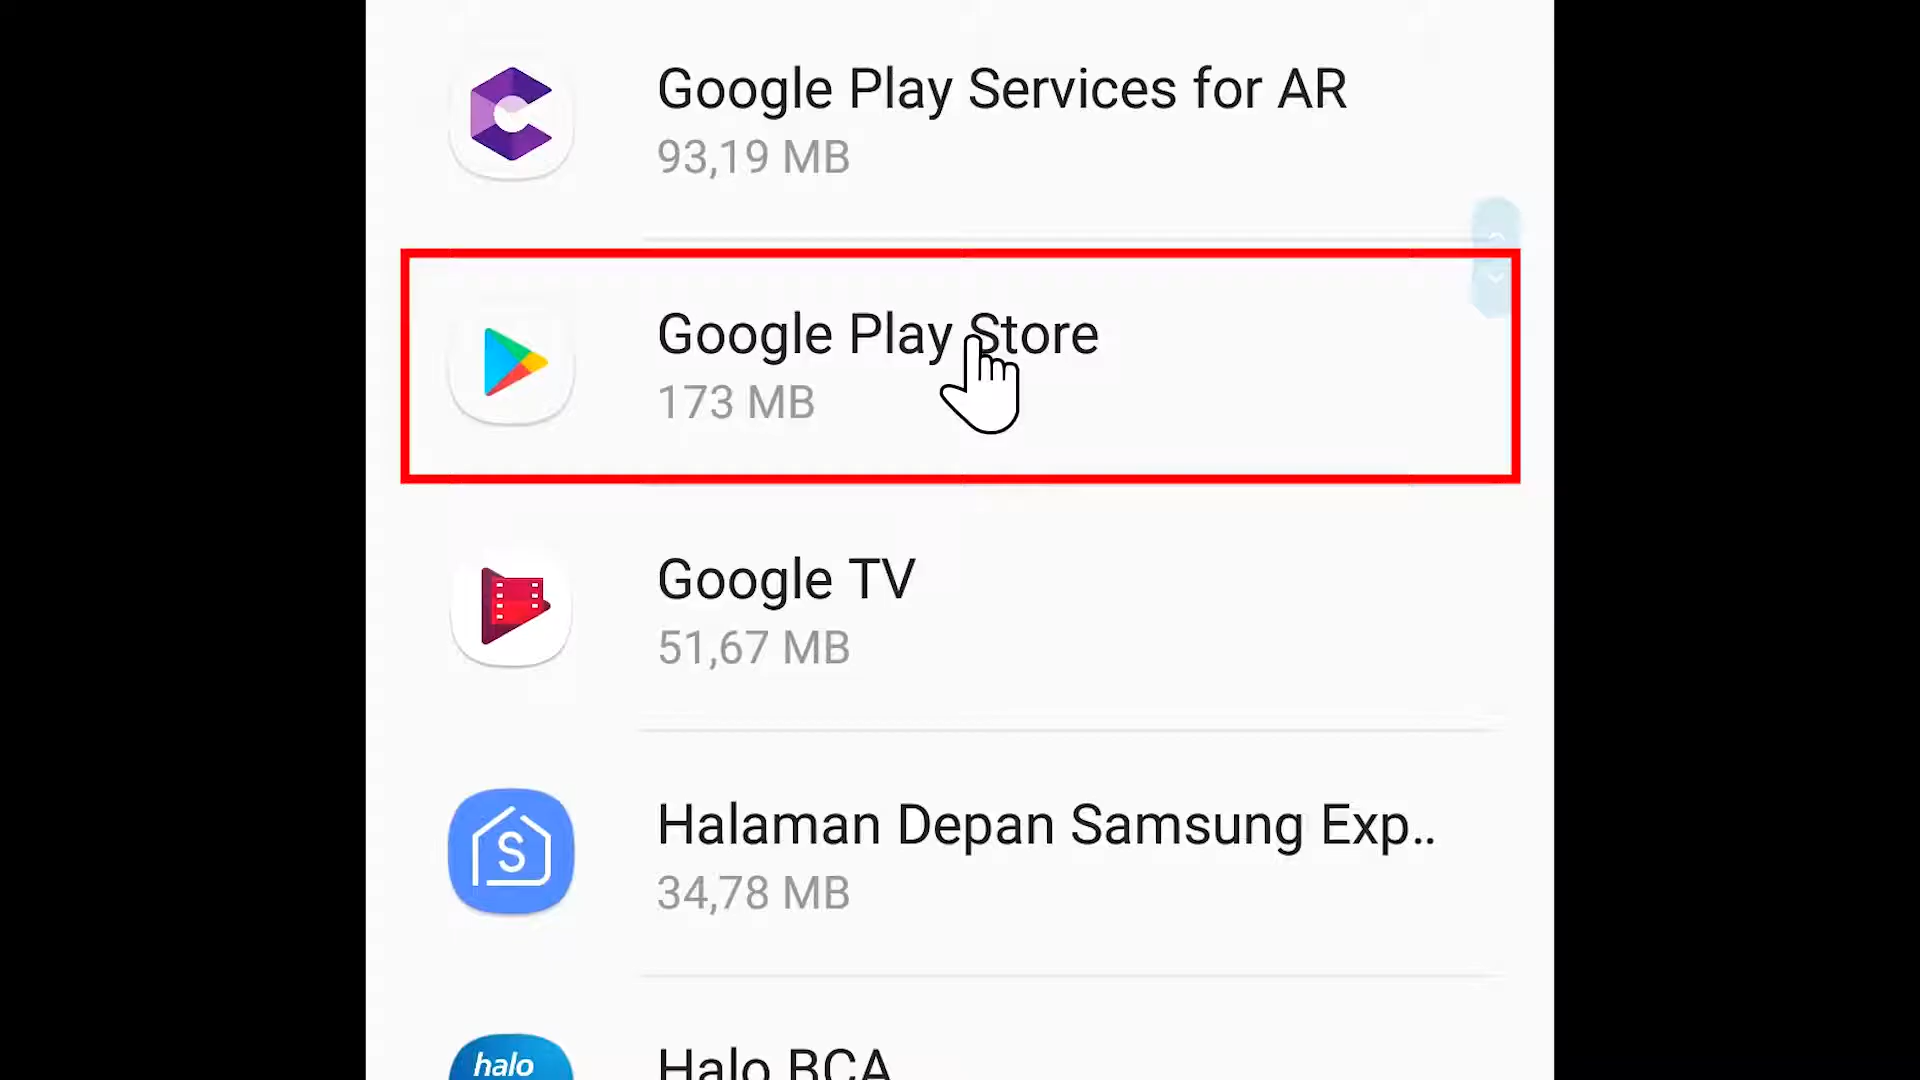 Google Play Services for AR
93,19 MB
Google Play Store
173 MB
Google TV
51,67 MB
S
Halaman Depan Samsung Exp..
34,78 MB
halo
Halo BCA